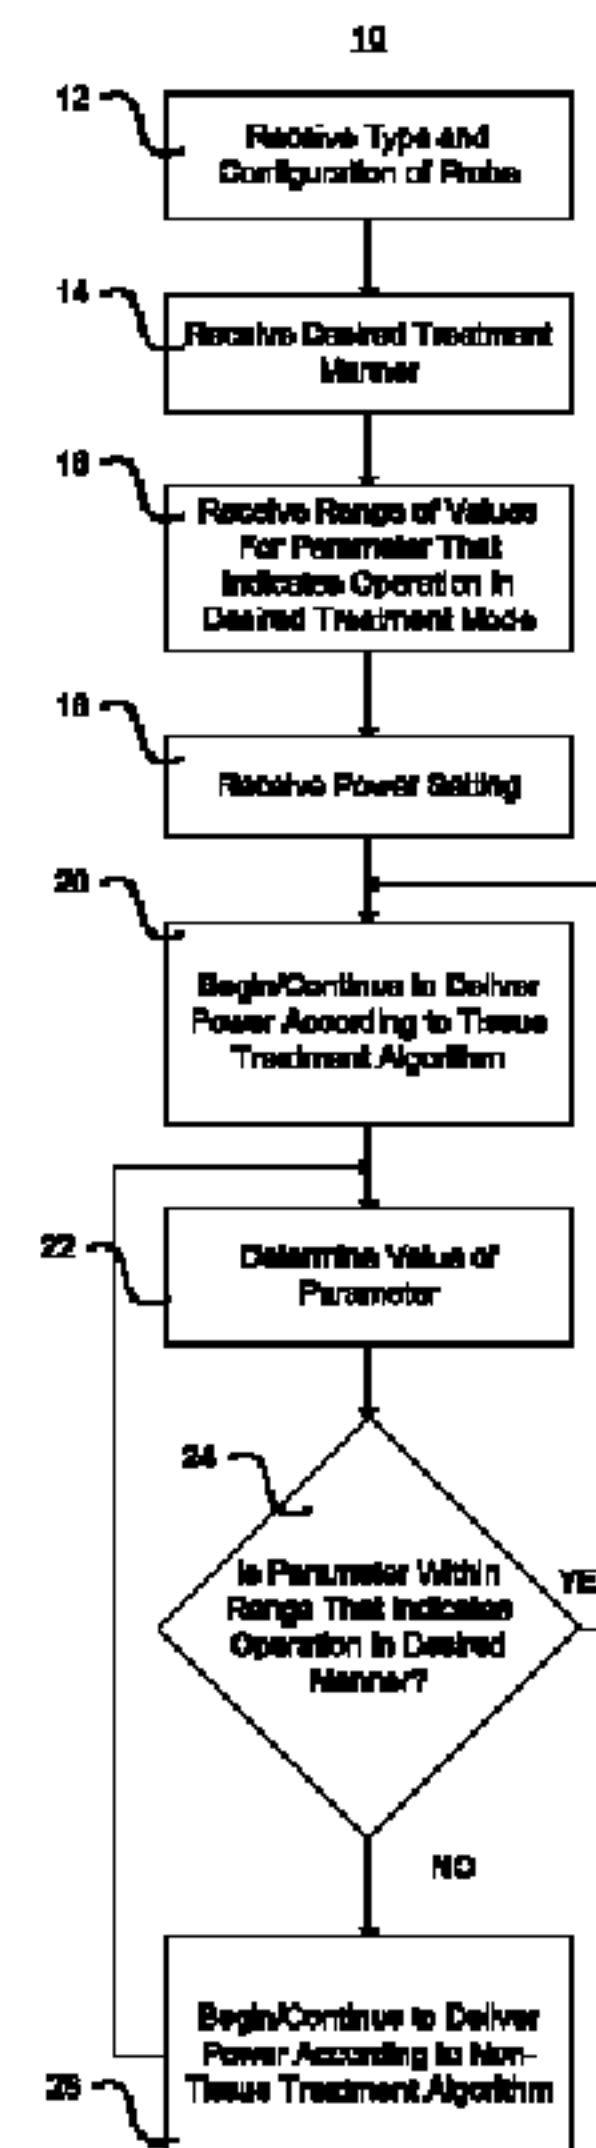 10
12
Receive Type and
Configuration of Probe
14
Receive Desired Treatment
Manner
Receive Range of Values
For Parameter That
Indicates Operation In
Desired Treatment Mode
Receive Power Setting
20
Begin/Continue to Deliver
Power According to Tissue
Treatment Algorithm
22
Determine Value of
Parameter
24
Is Parameter Within
Range That Indicates
Operation In Desired
Manner?
NO
Begin/Continue to Deliver
Power According to Non-
Tissue Treatment Algorithm